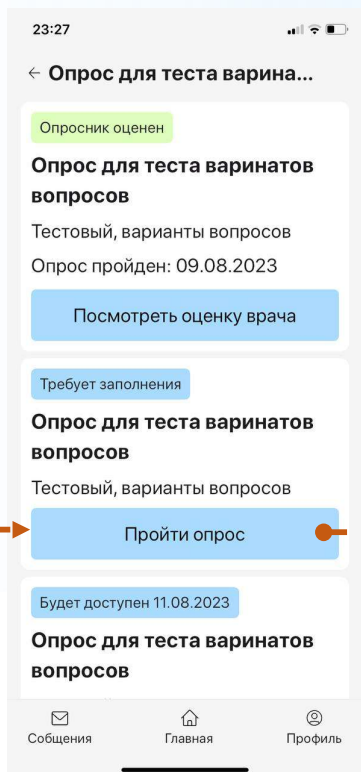 23:27
← Опрос для теста варина...
Опросник оценен
Опрос для теста варинатов
вопросов
Тестовый, варианты вопросов
Опрос пройден: 09.08.2023
Посмотреть оценку врача
Требует заполнения
Опрос для теста варинатов
вопросов
Тестовый, варианты вопросов
Пройти опрос
Будет доступен 11.08.2023
Опрос для теста варинатов
вопросов
Собщения Главная Профиль